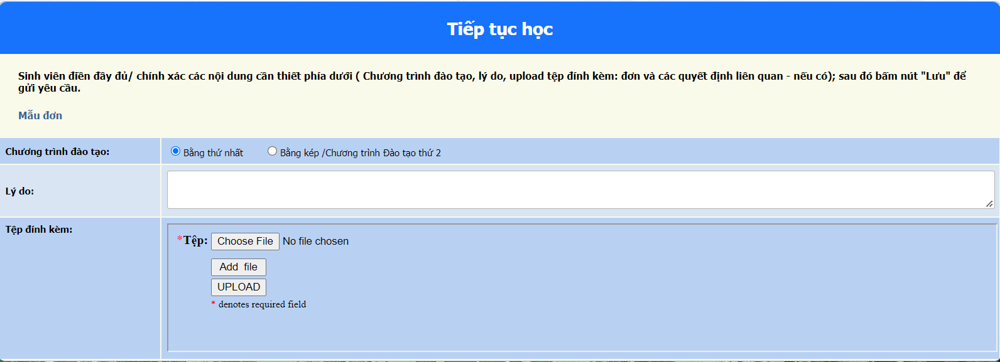 Tiếp tục học
Sinh viên điền đầy đủ/ chính xác các nội dung cần thiết phía dưới ( Chương trình đào tạo, lý do, upload tệp đính kèm: đơn và các quyết định liên quan - nếu có); sau đó bấm nút "Lưu" để
gửi yêu cầu.
Mẫu đơn
Chương trình đào tạo:
Bằng thứ nhất
Bằng kép /Chương trình Đào tạo thứ 2
Lý do:
Tệp đính kèm:
*Tệp: Choose File No file chosen
Add file
UPLOAD
* denotes required field